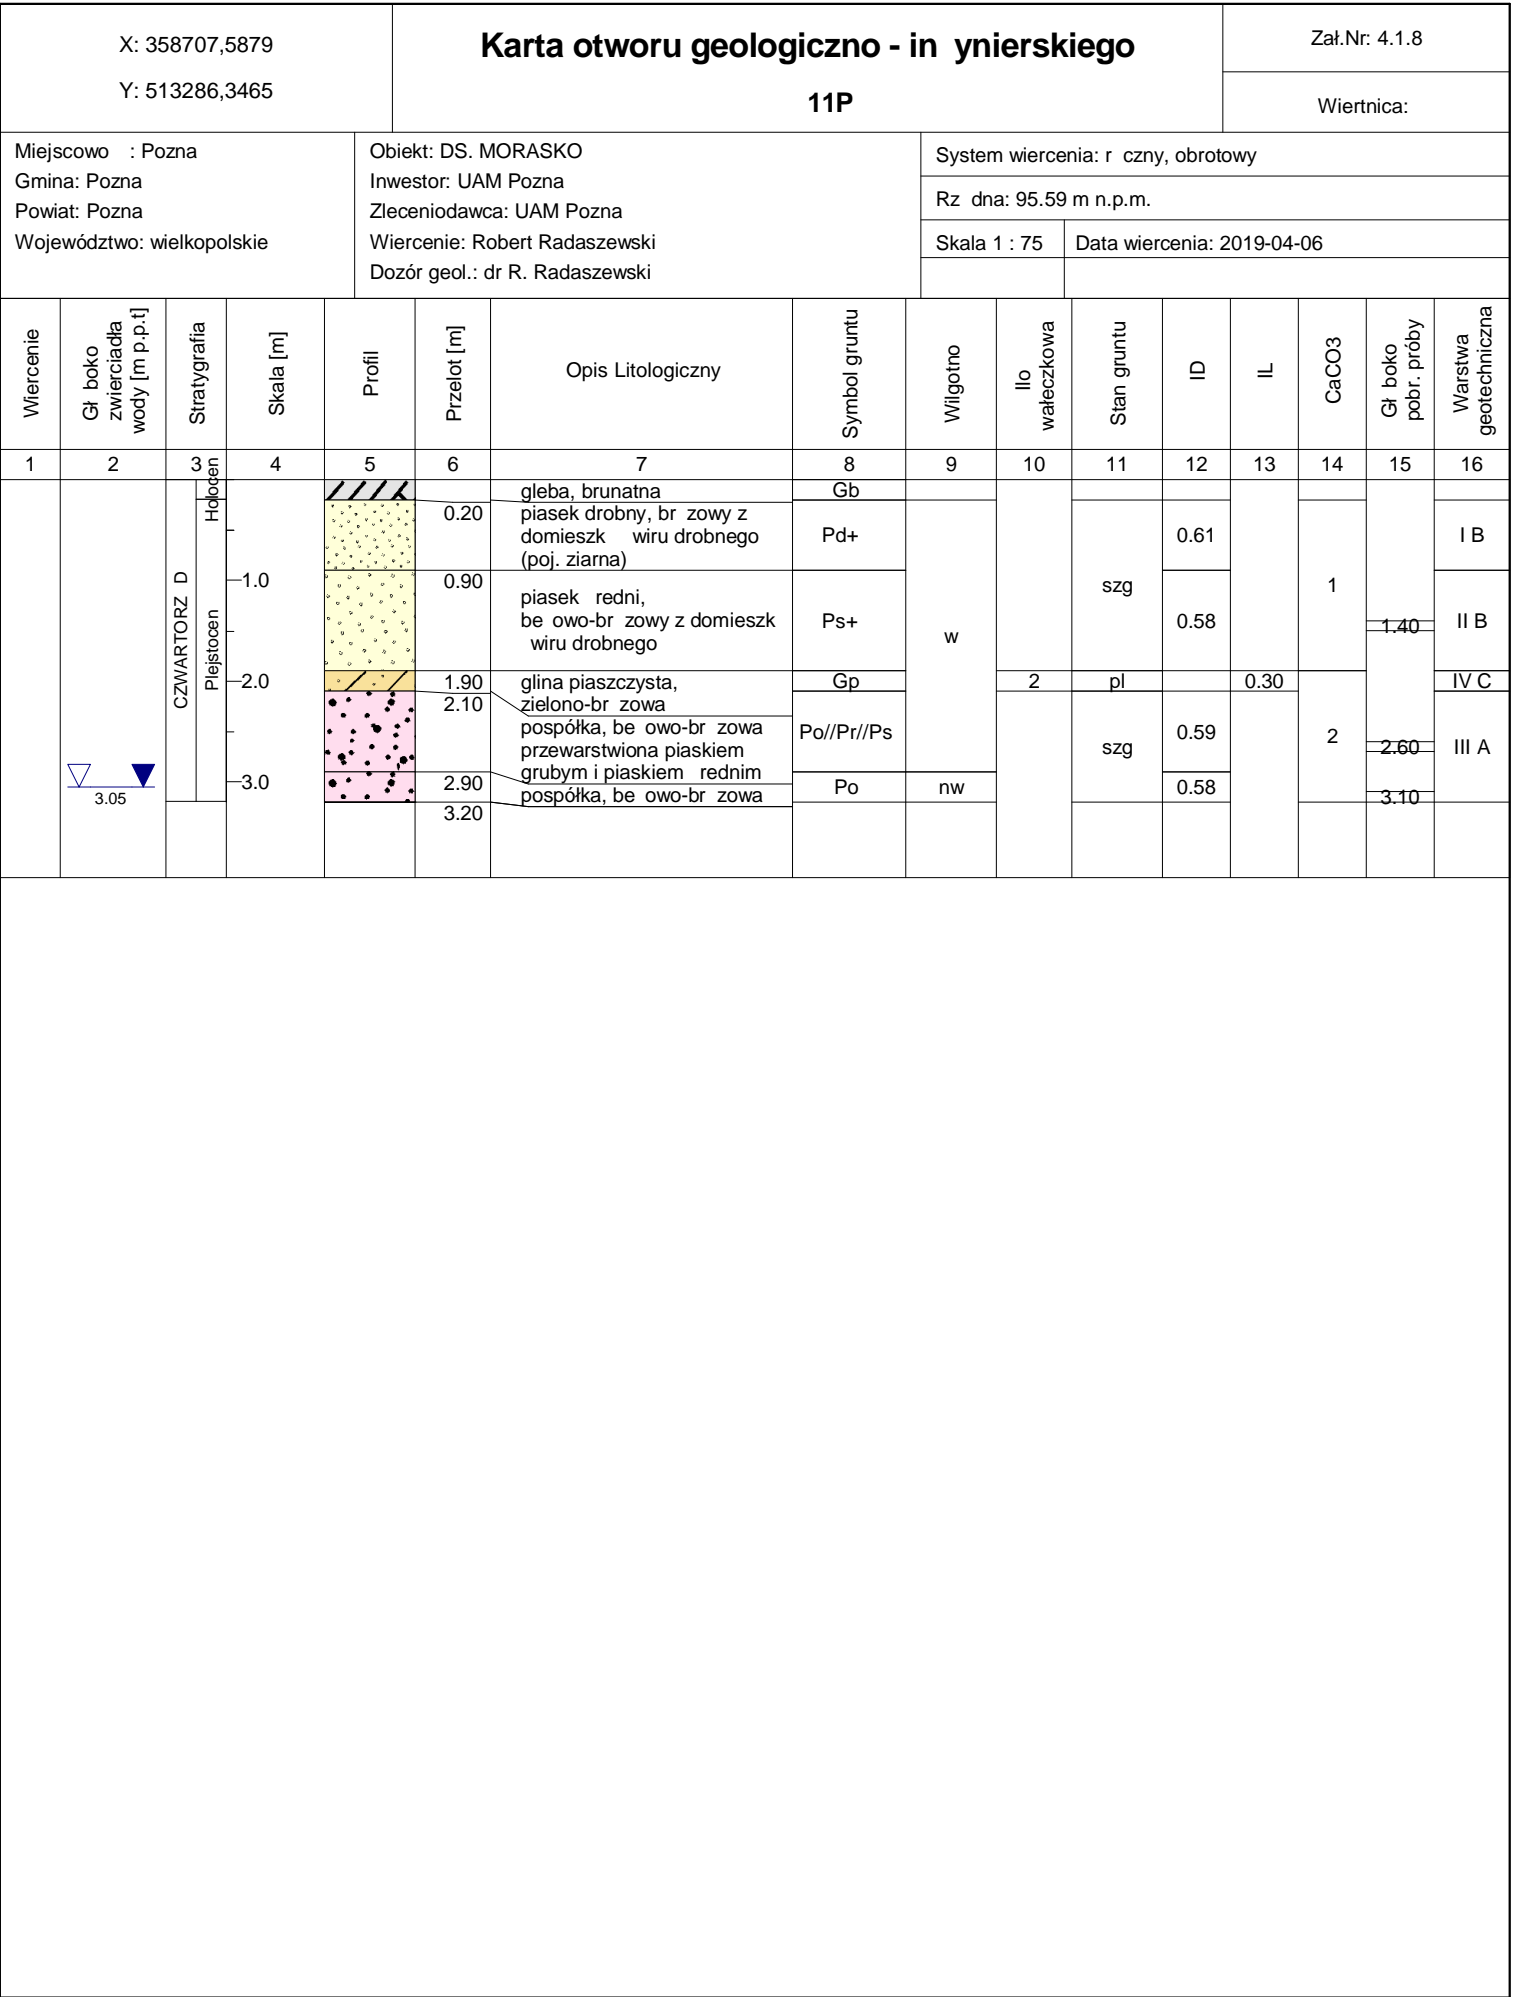 X: 358707,5879
Y: 513286,3465
Karta otworu geologiczno - in ynierskiego
11P
Zał.Nr: 4.1.8
Wiertnica:
Miejscowo : Pozna
Gmina: Pozna
Powiat: Pozna
Województwo: wielkopolskie
Obiekt: DS. MORASKO
Inwestor: UAM Pozna
Zleceniodawca: UAM Pozna
Wiercenie: Robert Radaszewski
Dozór geol.: dr R. Radaszewski
System wiercenia: r czny, obrotowy
Rz dna: 95.59 m n.p.m.
Skala 1 : 75
Data wiercenia: 2019-04-06
Wiercenie
Gł boko
zwierciadła
wody [m p.p.t]
Stratygrafia
Skala [m]
Profil
Przelot [m]
Opis Litologiczny
Symbol gruntu
Wilgotno
Ilo
wałeczkowa
Stan gruntu
ID
IL
CaCO3
Gł boko
pobr. próby
Warstwa
geotechniczna
1 2 3 4 5 6 7 8 9 10 11 12 13 14 15 16
3.05
CZWARTORZ D
Holocen
Plejstocen
1.0
2.0
3.0
0.20
0.90
1.90
2.10
2.90
3.20
gleba, brunatna
piasek drobny, br zowy z
domieszk wiru drobnego
(poj. ziarna)
piasek redni,
be owo-br zowy z domieszk
wiru drobnego
glina piaszczysta,
zielono-br zowa
pospółka, be owo-br zowa
przewarstwiona piaskiem
grubym i piaskiem rednim
pospółka, be owo-br zowa
Gb
Pd+
Ps+
Gp
Po//Pr//Ps
Po
w
nw
2
szg
pl
szg
0.61
0.58
0.59
0.58
0.30
1
2
1.40
2.60
3.10
I B
II B
IV C
III A